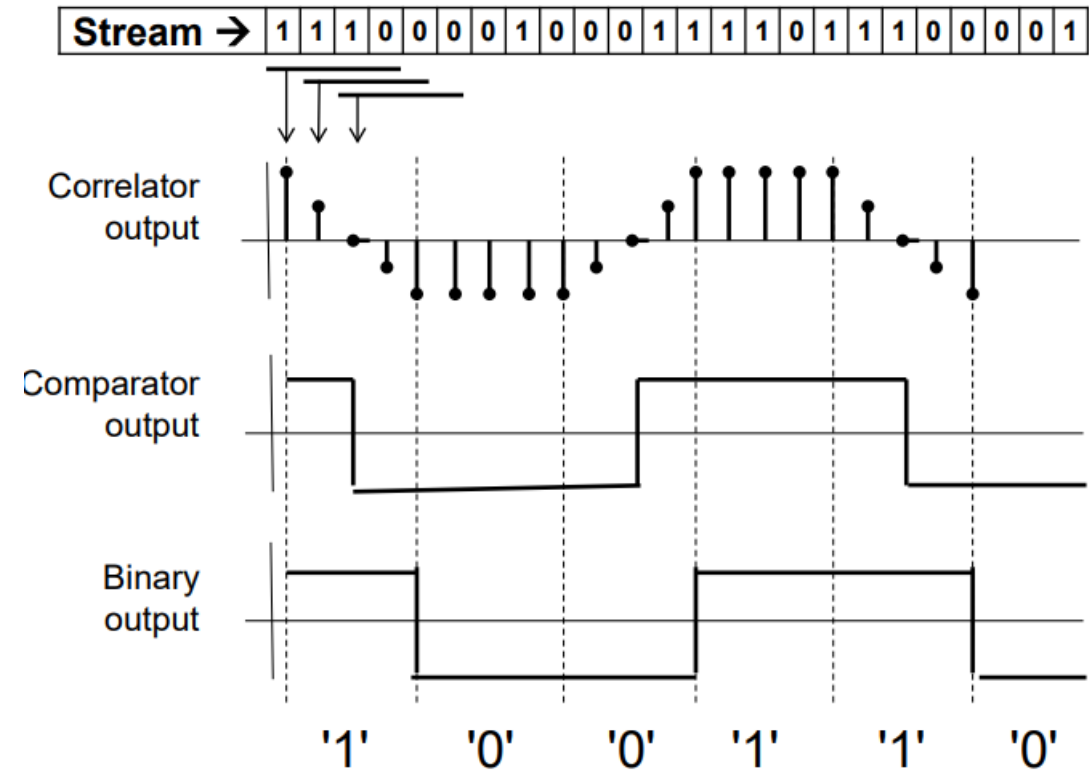 Stream → 1 1 1 0 0 0 0 1 0 0 0 1 1 1 1 0 1 1 1 0 0 0 0 1
Correlator
output
Comparator
output
Binary
output
'1' '0' '0' '1' '1' '0'